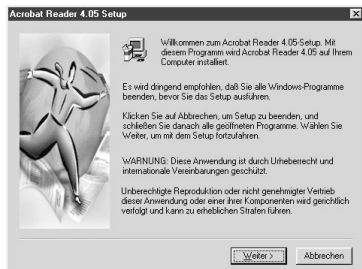 Acrobat Reader 4.05 Setup
Willkommen zum Acrobat Reader 4.05-Setup. Mit
diesem Programm wird Acrobat Reader 4.05 auf Ihrem
Computer installiert.
Es wird dringend empfohlen, daß Sie alle Windows-Programme
beenden, bevor Sie das Setup ausführen.
Klicken Sie auf Abbrechen, um Setup zu beenden, und
schließen Sie danach alle geöffneten Programme. Wählen Sie
Weiter, um mit dem Setup fortzufahren.
WARNUNG: Diese Anwendung ist durch Urheberrecht und
internationale Vereinbarungen geschützt.
Unberechtigte Reproduktion oder nicht genehmigter Vertrieb
dieser Anwendung oder einer ihrer Komponenten wird gerichtlich
verfolgt und kann zu erheblichen Strafen führen.
Weiter > Abbrechen